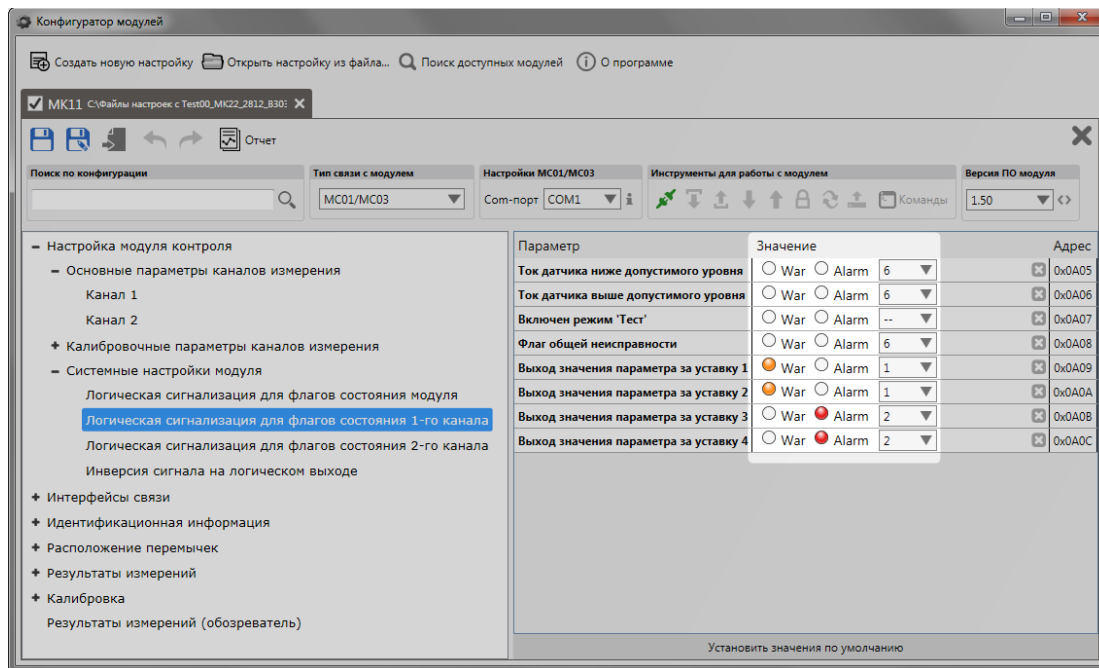 Конфигуратор модулей
Создать новую настройку Открыть настройку из файла... Поиск доступных модулей О программе
МК11 С:\Файлы настроек с Test00_MK22_2812_B303
Отчет
Поиск по конфигурации Тип связи с модулем Настройки МС01/МС03 Инструменты для работы с модулем Версия ПО модуля
МС01/МС03 Com-порт COM1 Команды 1.50
Настройка модуля контроля
Основные параметры каналов измерения
Канал 1
Канал 2
Калибровочные параметры каналов измерения
Системные настройки модуля
Логическая сигнализация для флагов состояния модуля
Логическая сигнализация для флагов состояния 1-го канала
Логическая сигнализация для флагов состояния 2-го канала
Инверсия сигнала на логическом выходе
Интерфейсы связи
Идентификационная информация
Расположение перемычек
Результаты измерений
Калибровка
Результаты измерений (обозреватель)
Параметр Значение Адрес
Ток датчика ниже допустимого уровня War Alarm 6 0x0A05
Ток датчика выше допустимого уровня War Alarm 6 0x0A06
Включен режим 'Тест' War Alarm -- 0x0A07
Флаг общей неисправности War Alarm 6 0x0A08
Выход значения параметра за уставку 1 War Alarm 1 0x0A09
Выход значения параметра за уставку 2 War Alarm 1 0x0A0A
Выход значения параметра за уставку 3 War Alarm 2 0x0A0B
Выход значения параметра за уставку 4 War Alarm 2 0x0A0C
Установить значения по умолчанию